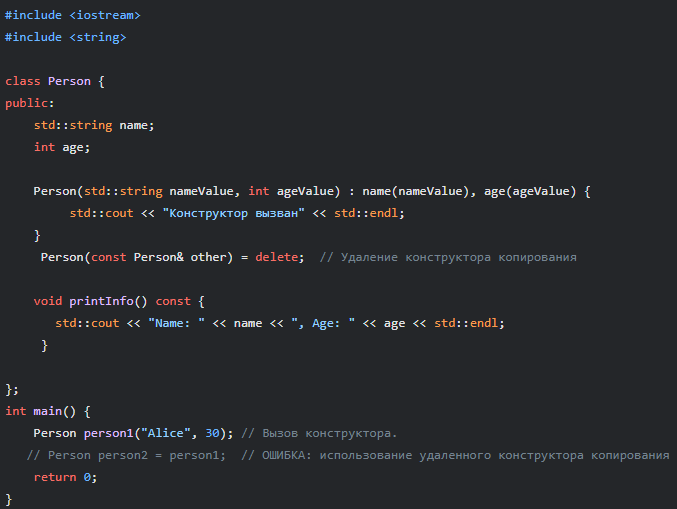 #include <iostream>
#include <string>
class Person {
public:
std::string name;
int age;
Person(std::string nameValue, int ageValue) : name(nameValue), age(ageValue) {
std::cout << "Конструктор вызван" << std::endl;
}
Person(const Person& other) = delete; // Удаление конструктора копирования
void printInfo() const {
std::cout << "Name: " << name << ", Age: " << age << std::endl;
}
};
int main() {
Person person1("Alice", 30); // Вызов конструктора.
// Person person2 = person1; // ОШИБКА: использование удаленного конструктора копирования
return 0;
}